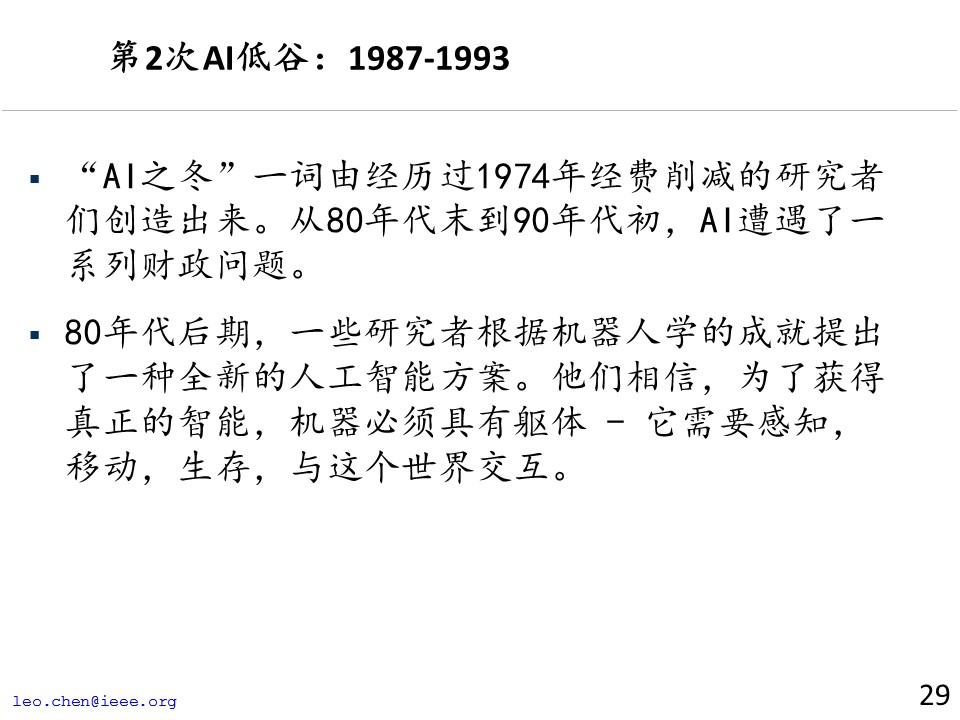 第2次AI低谷：1987-1993
▪ “AI之冬”一词由经历过1974年经费削减的研究者
们创造出来。从80年代末到90年代初，AI遭遇了一
系列财政问题。
▪ 80年代后期，一些研究者根据机器人学的成就提出
了一种全新的人工智能方案。他们相信，为了获得
真正的智能，机器必须具有躯体 - 它需要感知，
移动，生存，与这个世界交互。
leo.chen@ieee.org
29